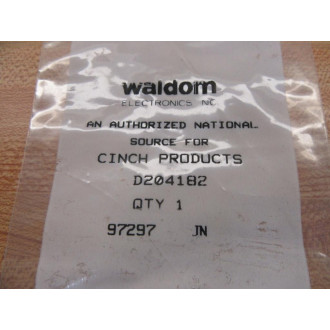 waldom
ELECTRONICS, INC.
AN AUTHORIZED NATIONAL
SOURCE FOR
CINCH PRODUCTS
D204182
QTY 1
97297 JN